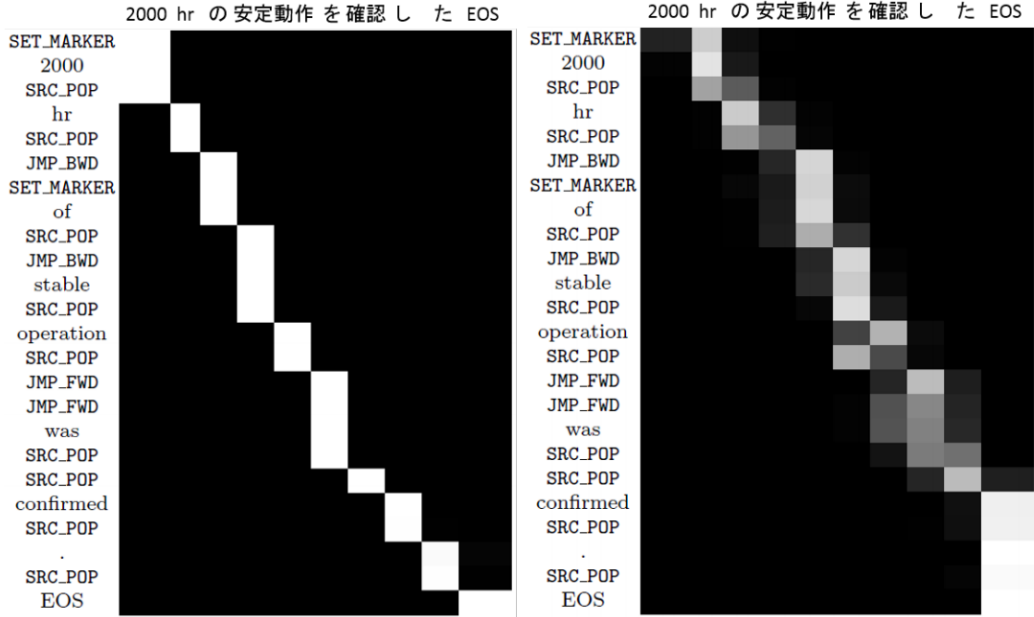 2000 hr の 安定動作 を 確認 し た EOS
SET_MARKER
2000
SRC_POP
hr
SRC_POP
JMP_BWD
SET_MARKER
of
SRC_POP
JMP_BWD
stable
SRC_POP
operation
SRC_POP
JMP_FWD
JMP_FWD
was
SRC_POP
SRC_POP
confirmed
SRC_POP
.
SRC_POP
EOS
2000 hr の 安定動作 を 確認 し た EOS
SET_MARKER
2000
SRC_POP
hr
SRC_POP
JMP_BWD
SET_MARKER
of
SRC_POP
JMP_BWD
stable
SRC_POP
operation
SRC_POP
JMP_FWD
JMP_FWD
was
SRC_POP
SRC_POP
confirmed
SRC_POP
.
SRC_POP
EOS